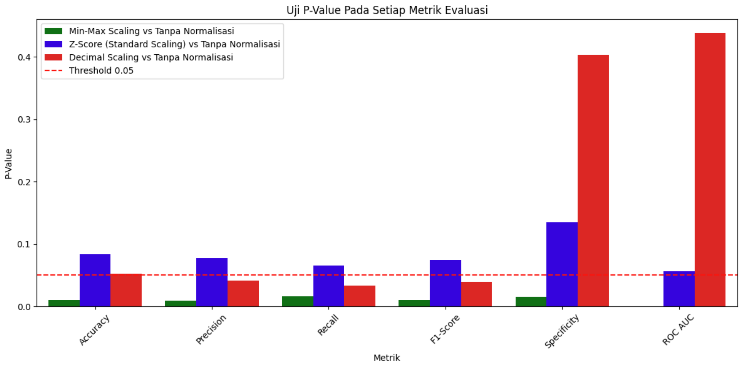 Uji P-Value Pada Setiap Metrik Evaluasi
Min-Max Scaling vs Tanpa Normalisasi
Z-Score (Standard Scaling) vs Tanpa Normalisasi
Decimal Scaling vs Tanpa Normalisasi
Threshold 0.05
P-Value
0.4
0.3
0.2
0.1
0.0
Accuracy
Precision
Recall
F1-Score
Specificity
ROC AUC
Metrik